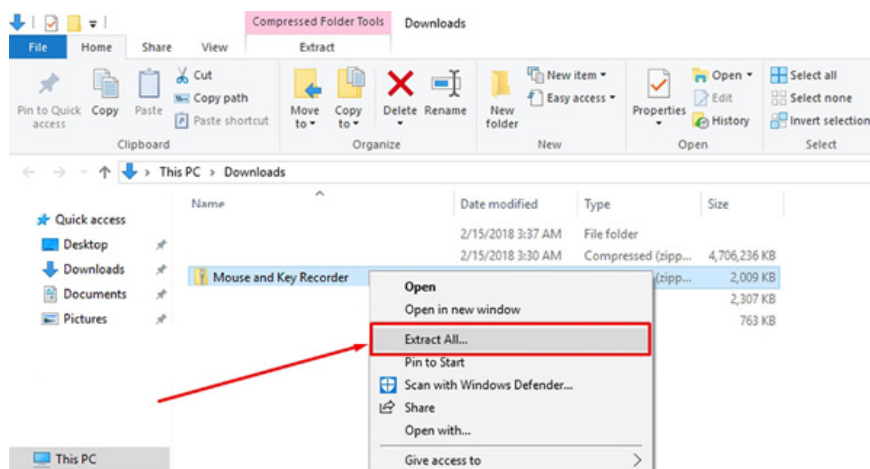 Compressed Folder Tools Downloads
File Home Share View Extract
Pin to Quick access
Copy
Paste
Cut
Copy path
Paste shortcut
Clipboard
Move to
Copy to
Delete
Rename
Organize
New folder
New item
Easy access
New
Properties
Open
Edit
History
Open
Select all
Select none
Invert selection
Select
This PC > Downloads
Name Date modified Type Size
Quick access
Desktop
Downloads
Documents
Pictures
This PC
2/15/2018 3:37 AM File folder
2/15/2018 3:30 AM Compressed (zipp... 4,706,236 KB
Mouse and Key Recorder (zipp... 2,009 KB
2,307 KB
763 KB
Open
Open in new window
Extract All...
Pin to Start
Scan with Windows Defender...
Share
Open with...
Give access to